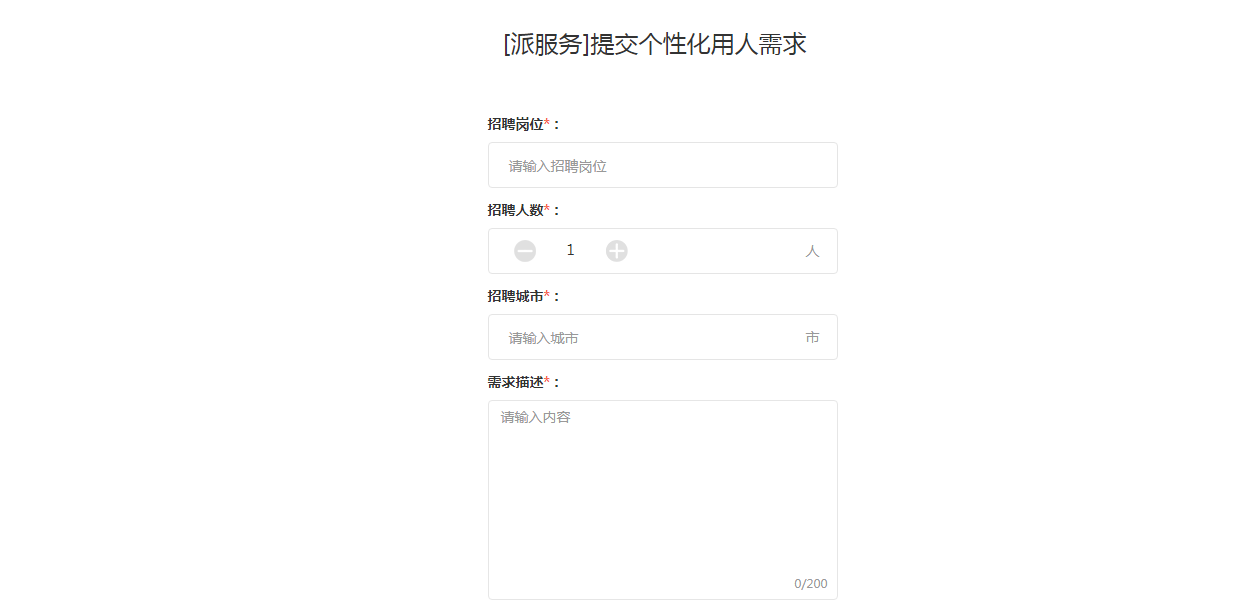 [派服务]提交个性化用人需求
招聘岗位*：
请输入招聘岗位
招聘人数*：
1 人
招聘城市*：
请输入城市 市
需求描述*：
请输入内容
0/200